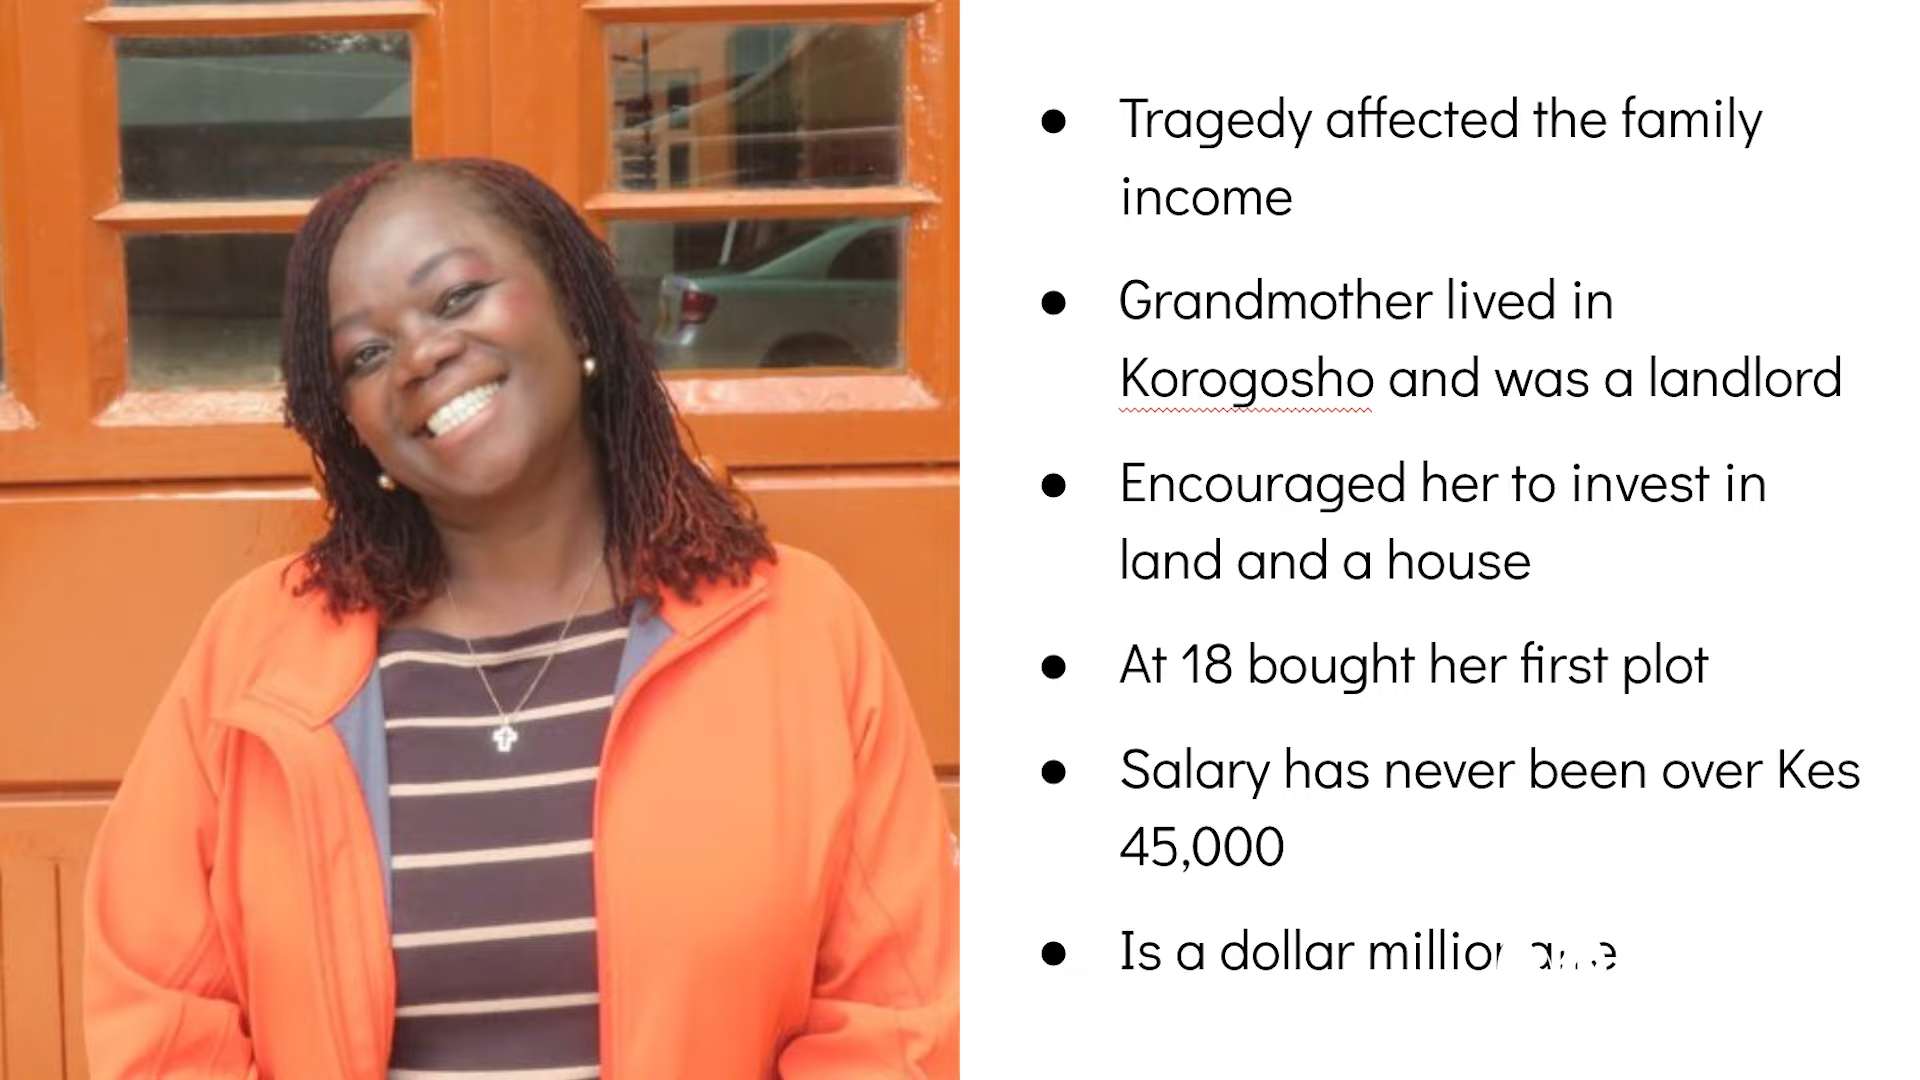 ● Tragedy affected the family
income
● Grandmother lived in
Korogosho and was a landlord
● Encouraged her to invest in
land and a house
● At 18 bought her first plot
● Salary has never been over Kes
45,000
● Is a dollar millionaire